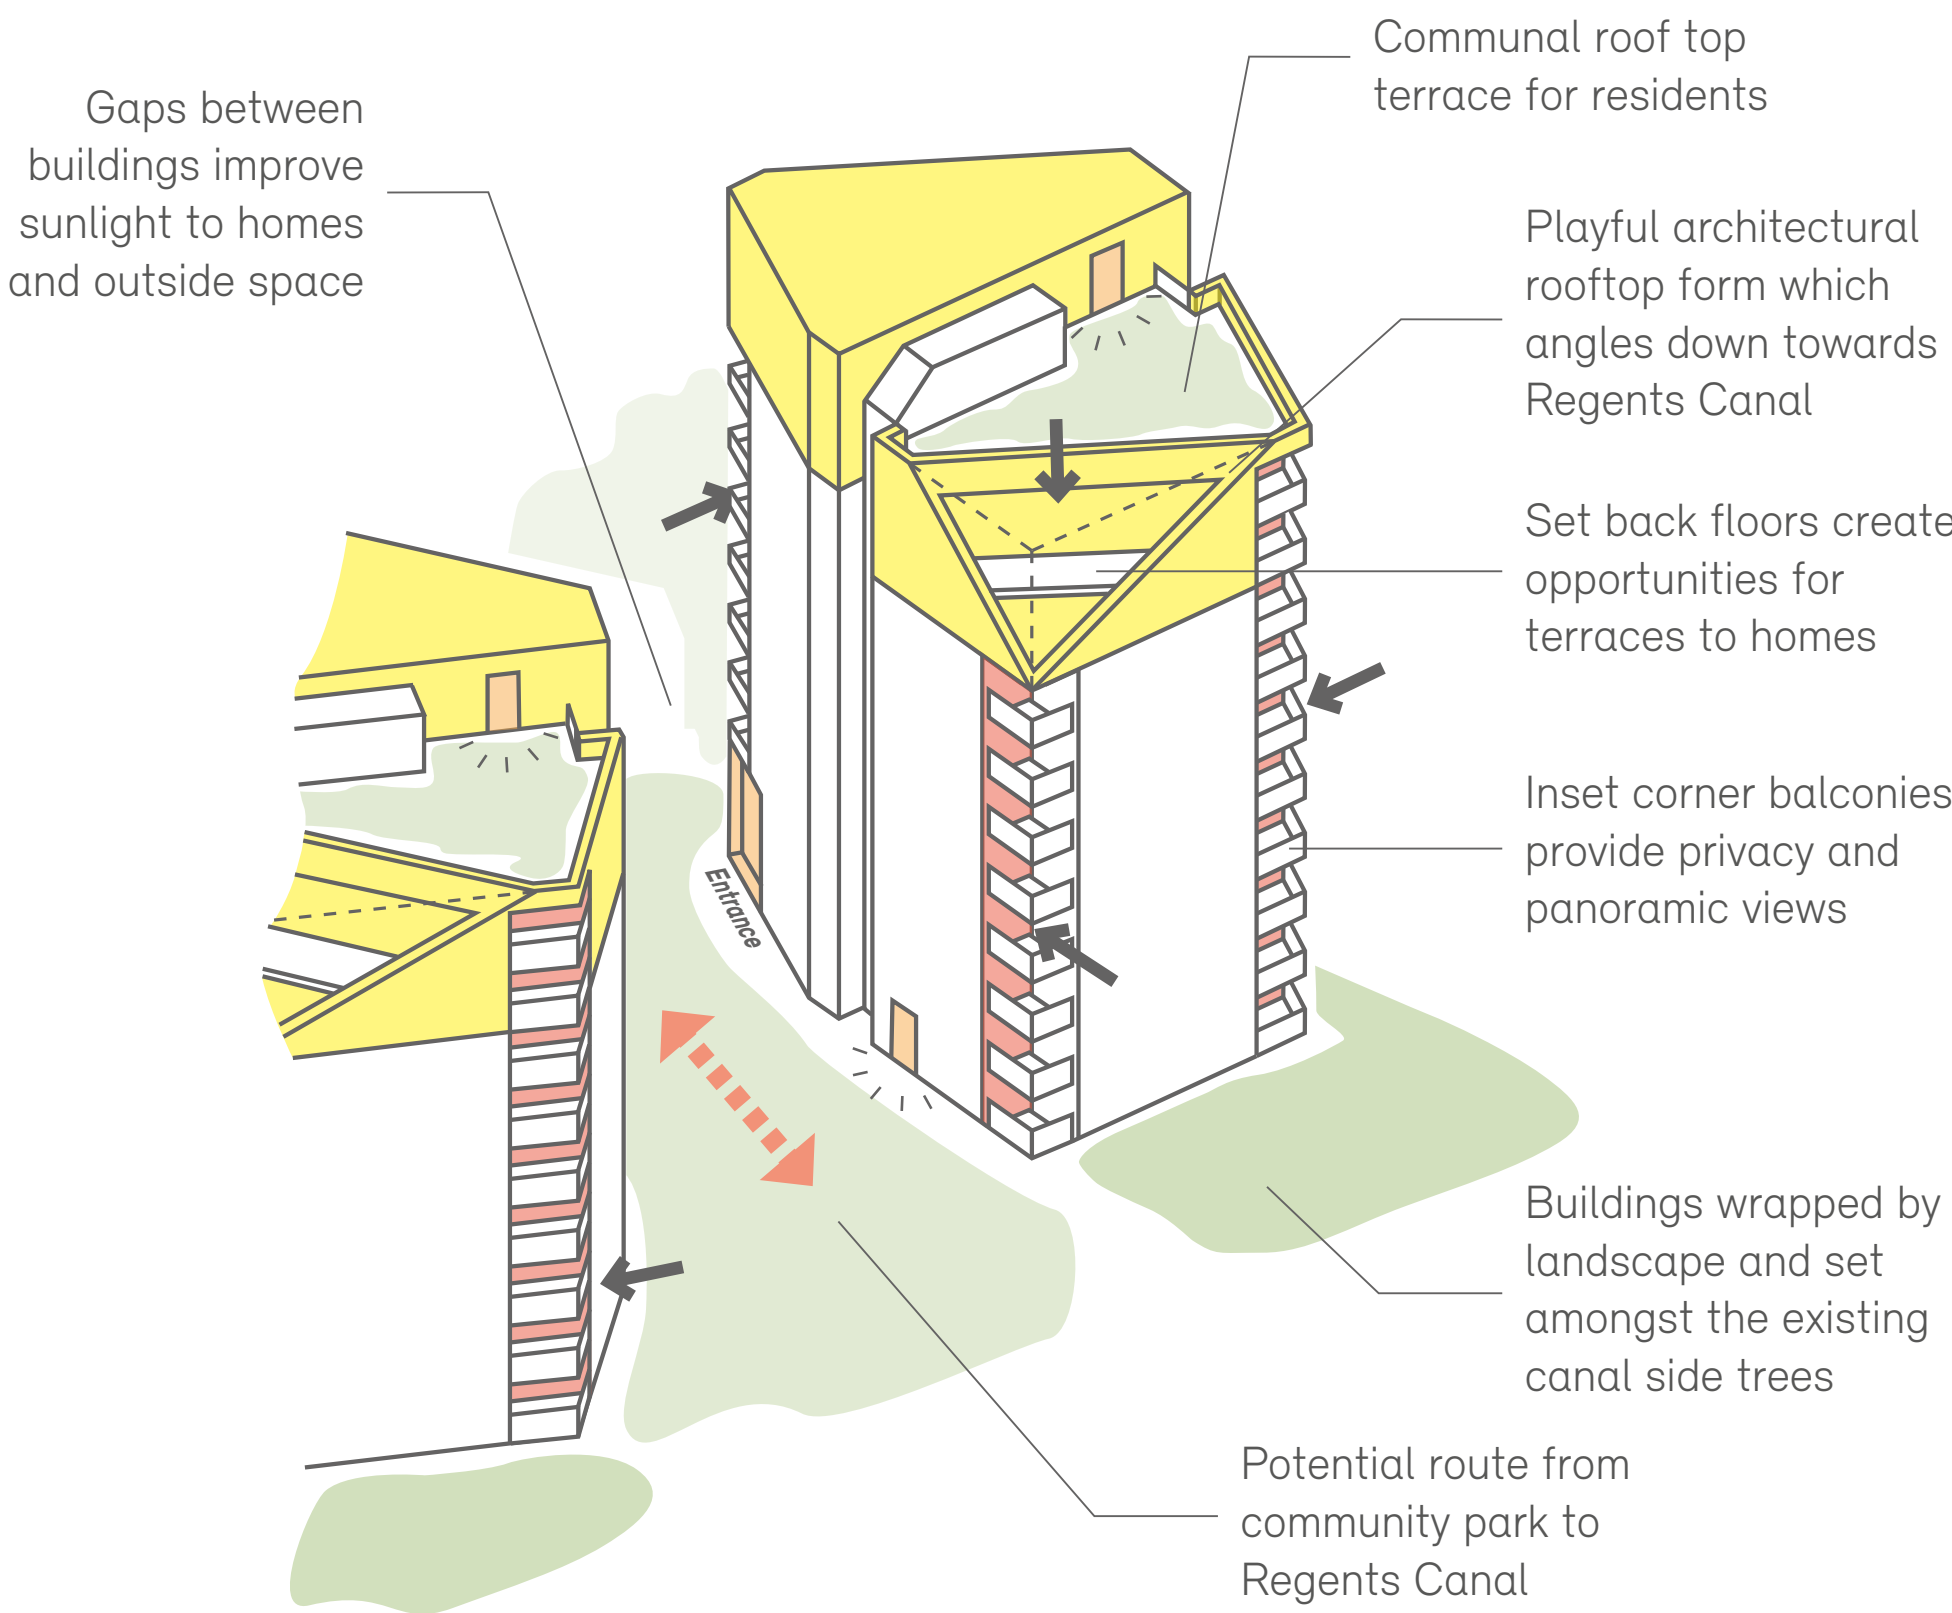 Communal roof top
terrace for residents
Gaps between
buildings improve
sunlight to homes
and outside space
Playful architectural
rooftop form which
angles down towards
Regents Canal
Set back floors create
opportunities for
terraces to homes
Inset corner balconies
provide privacy and
panoramic views
Entrance
Buildings wrapped by
landscape and set
amongst the existing
canal side trees
Potential route from
community park to
Regents Canal